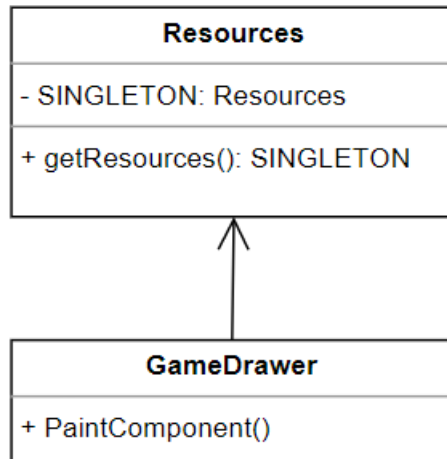 Resources
- SINGLETON: Resources
+ getResources(): SINGLETON
GameDrawer
+ PaintComponent()